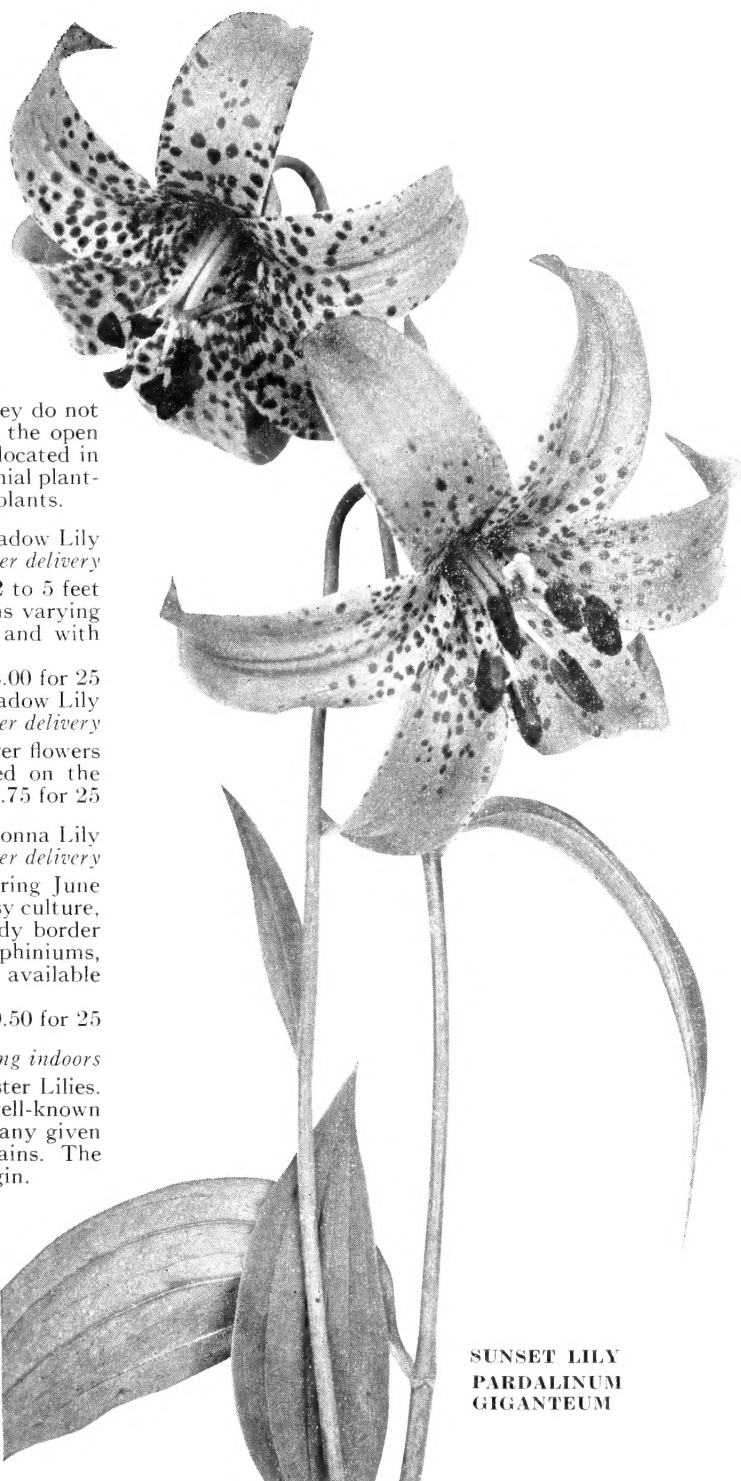 ey do not
the open
located in
nial plant-
plants.
adow Lily
er delivery
2 to 5 feet
ns varying
and with
.00 for 25
adow Lily
er delivery
er flowers
ed on the
.75 for 25
onna Lily
er delivery
ring June
sy culture,
dy border
phiniums,
available
0.50 for 25
ng indoors
ster Lilies.
ell-known
any given
ains. The
gin.
SUNSET LILY
PARDALINUM
GIGANTEUM